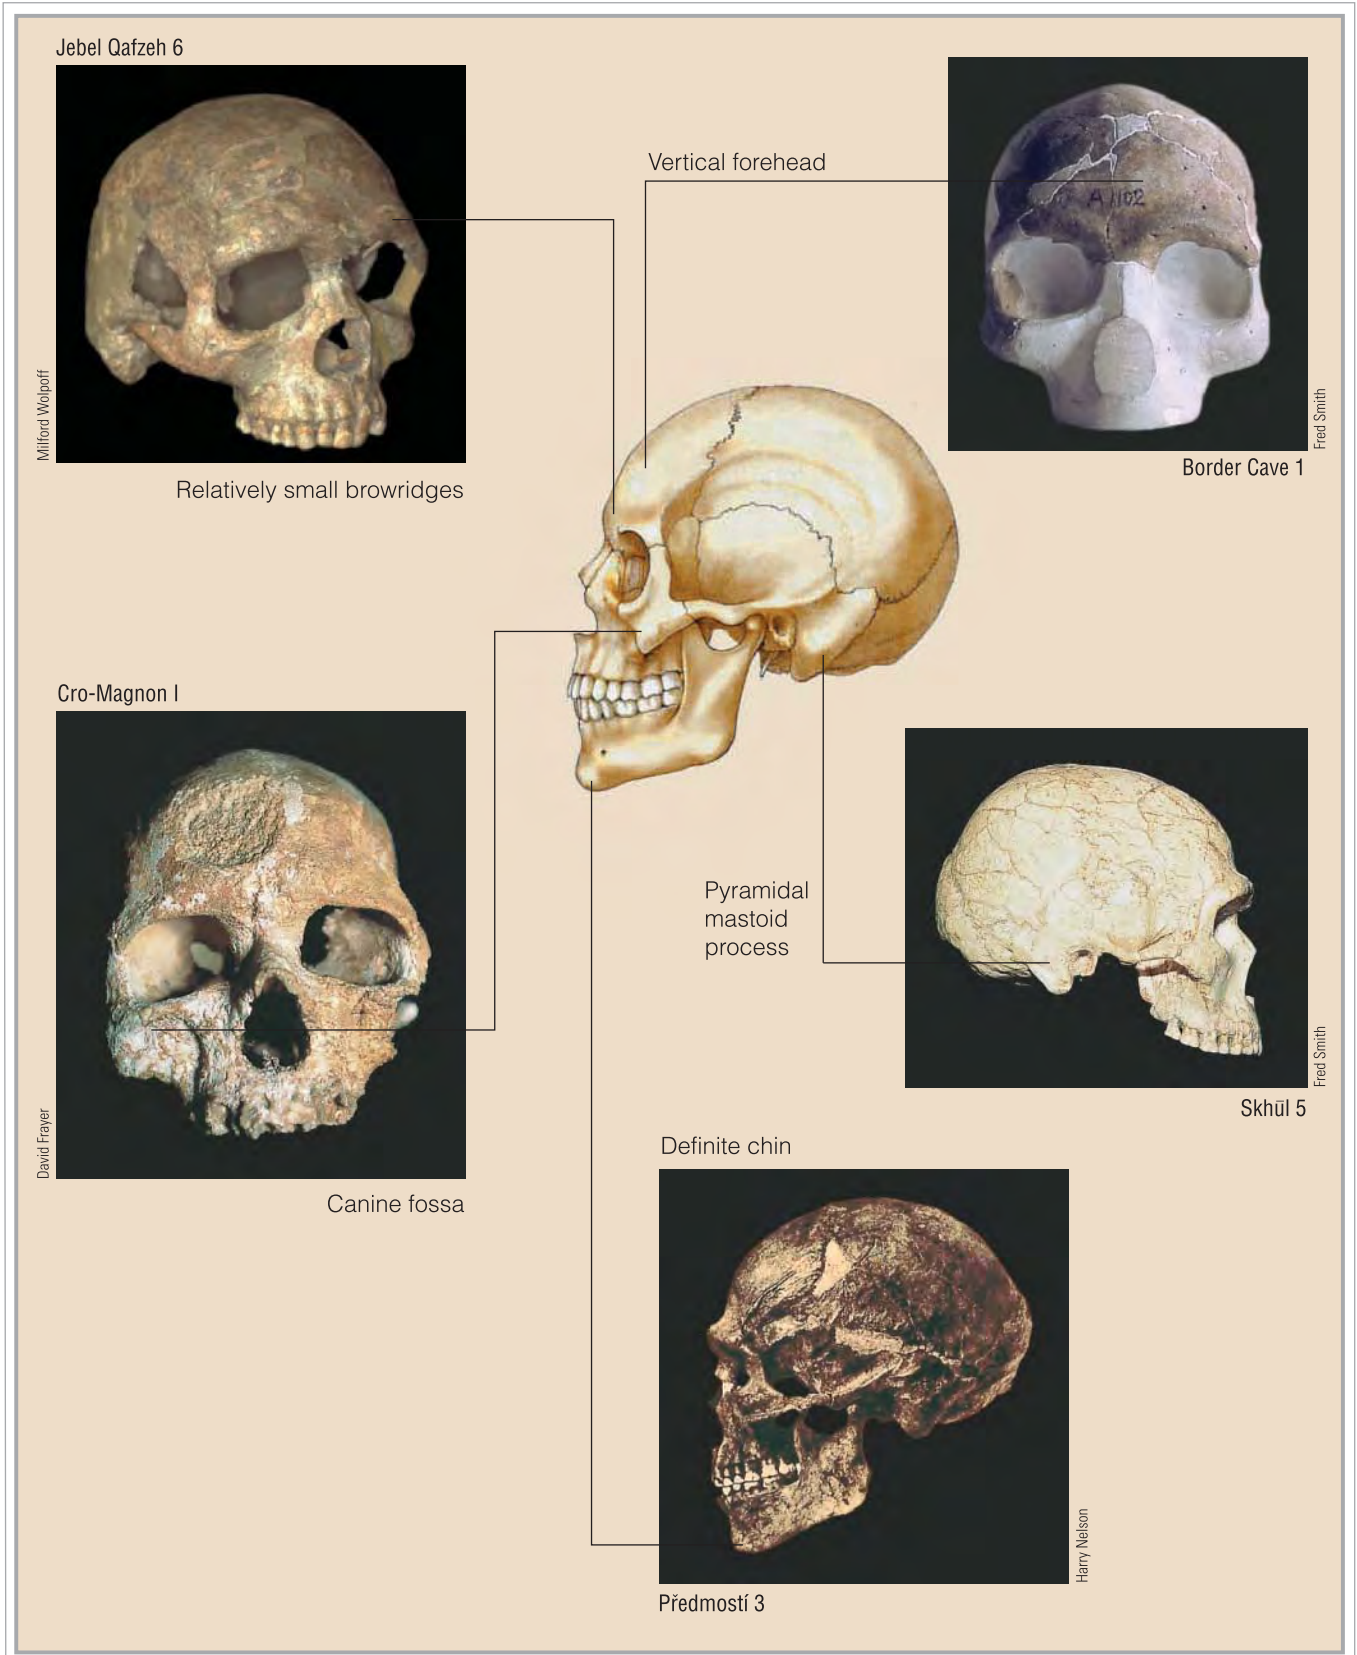 Jebel Qafzeh 6
Milford Wolpoff
Relatively small browridges
Vertical forehead
A 1102
Fred Smith
Border Cave 1
Cro-Magnon I
David Frayer
Canine fossa
Pyramidal
mastoid
process
Fred Smith
Skhūl 5
Definite chin
Harry Nelson
Předmostí 3